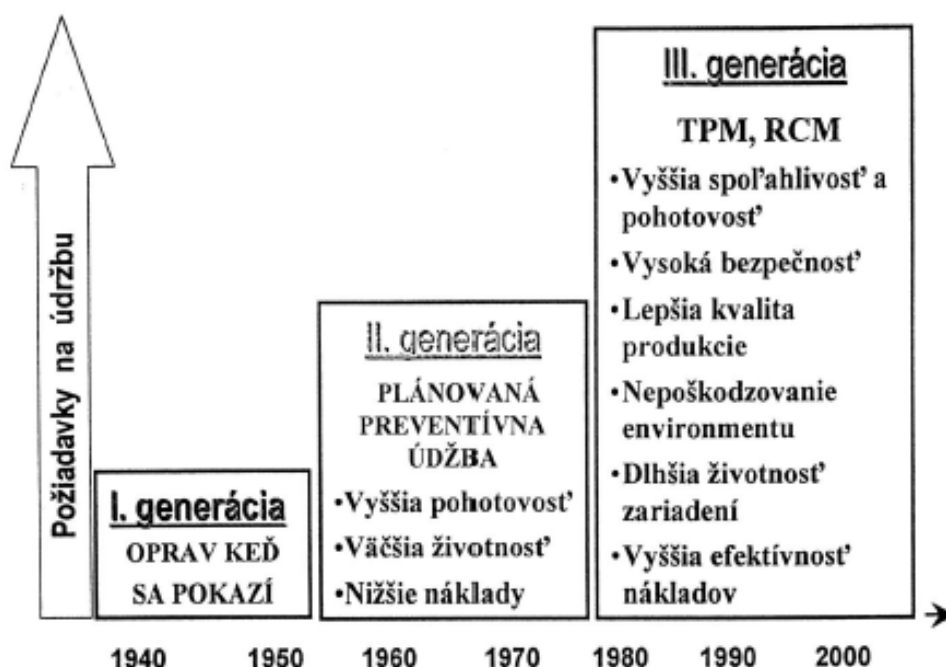 Požiadavky na údržbu
I. generácia
OPRAV KEĎ
SA POKAZÍ
II. generácia
PLÁNOVANÁ
PREVENTÍVNA
ÚDŽBA
•Vyššia pohotovosť
•Väčšia životnosť
•Nižšie náklady
III. generácia
TPM, RCM
•Vyššia spoľahlivosť a
pohotovosť
•Vysoká bezpečnosť
•Lepšia kvalita
produkcie
•Nepoškodzovanie
environmentu
•Dlhšia životnosť
zariadení
•Vyššia efektívnosť
nákladov
1940 1950 1960 1970 1980 1990 2000